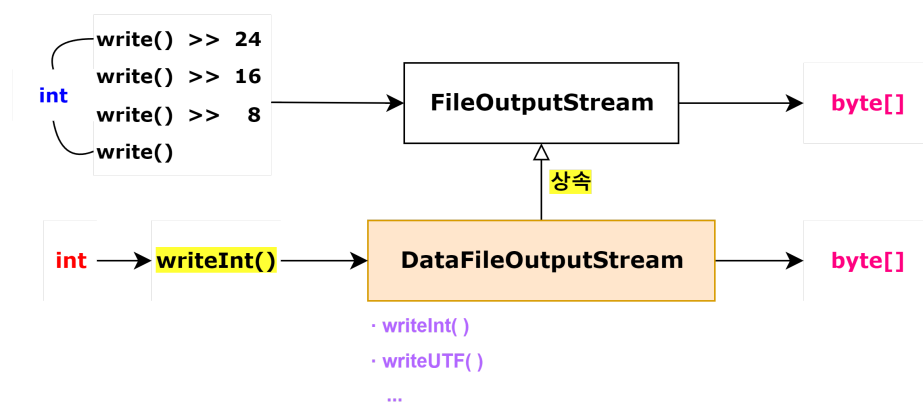 write() >> 24
write() >> 16
int
write() >> 8
write()
FileOutputStream
byte[]
상속
int
writeInt()
DataFileOutputStream
byte[]
· writeInt( )
· writeUTF( )
...